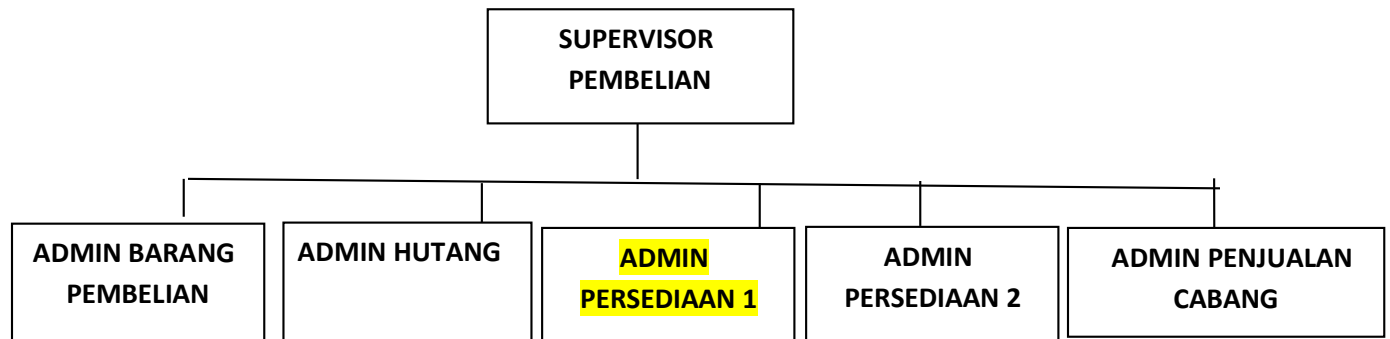 SUPERVISOR
PEMBELIAN
ADMIN BARANG
PEMBELIAN
ADMIN HUTANG
ADMIN
PERSEDIAAN 1
ADMIN
PERSEDIAAN 2
ADMIN PENJUALAN
CABANG